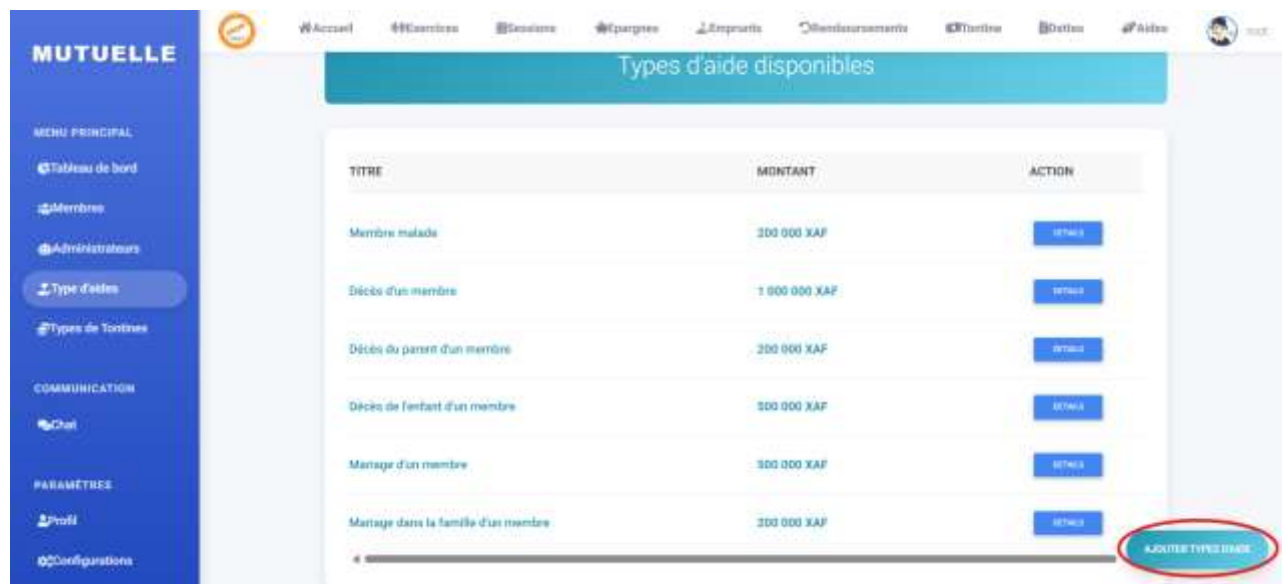 MUTUELLE
Accueil Exercices Sessions Epargnes Emprunts Remboursements Tontine Dettes Aides root
Types d'aide disponibles
MENU PRINCIPAL
Tableau de bord
Membres
Administrateurs
Type d'aides
Types de Tontines
COMMUNICATION
Chat
PARAMÈTRES
Profil
Configurations
TITRE MONTANT ACTION
Membre malade 200 000 XAF DETAILS
Décès d'un membre 1 000 000 XAF DETAILS
Décès du parent d'un membre 200 000 XAF DETAILS
Décès de l'enfant d'un membre 500 000 XAF DETAILS
Mariage d'un membre 500 000 XAF DETAILS
Mariage dans la famille d'un membre 200 000 XAF DETAILS
AJOUTER TYPES D'AIDE